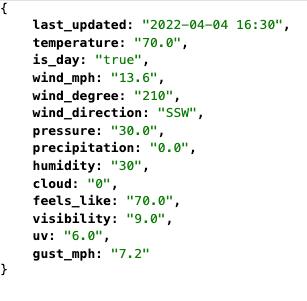 {
last_updated: "2022-04-04 16:30",
temperature: "70.0",
is_day: "true",
wind_mph: "13.6",
wind_degree: "210",
wind_direction: "SSW",
pressure: "30.0",
precipitation: "0.0",
humidity: "30",
cloud: "0",
feels_like: "70.0",
visibility: "9.0",
uv: "6.0",
gust_mph: "7.2"
}